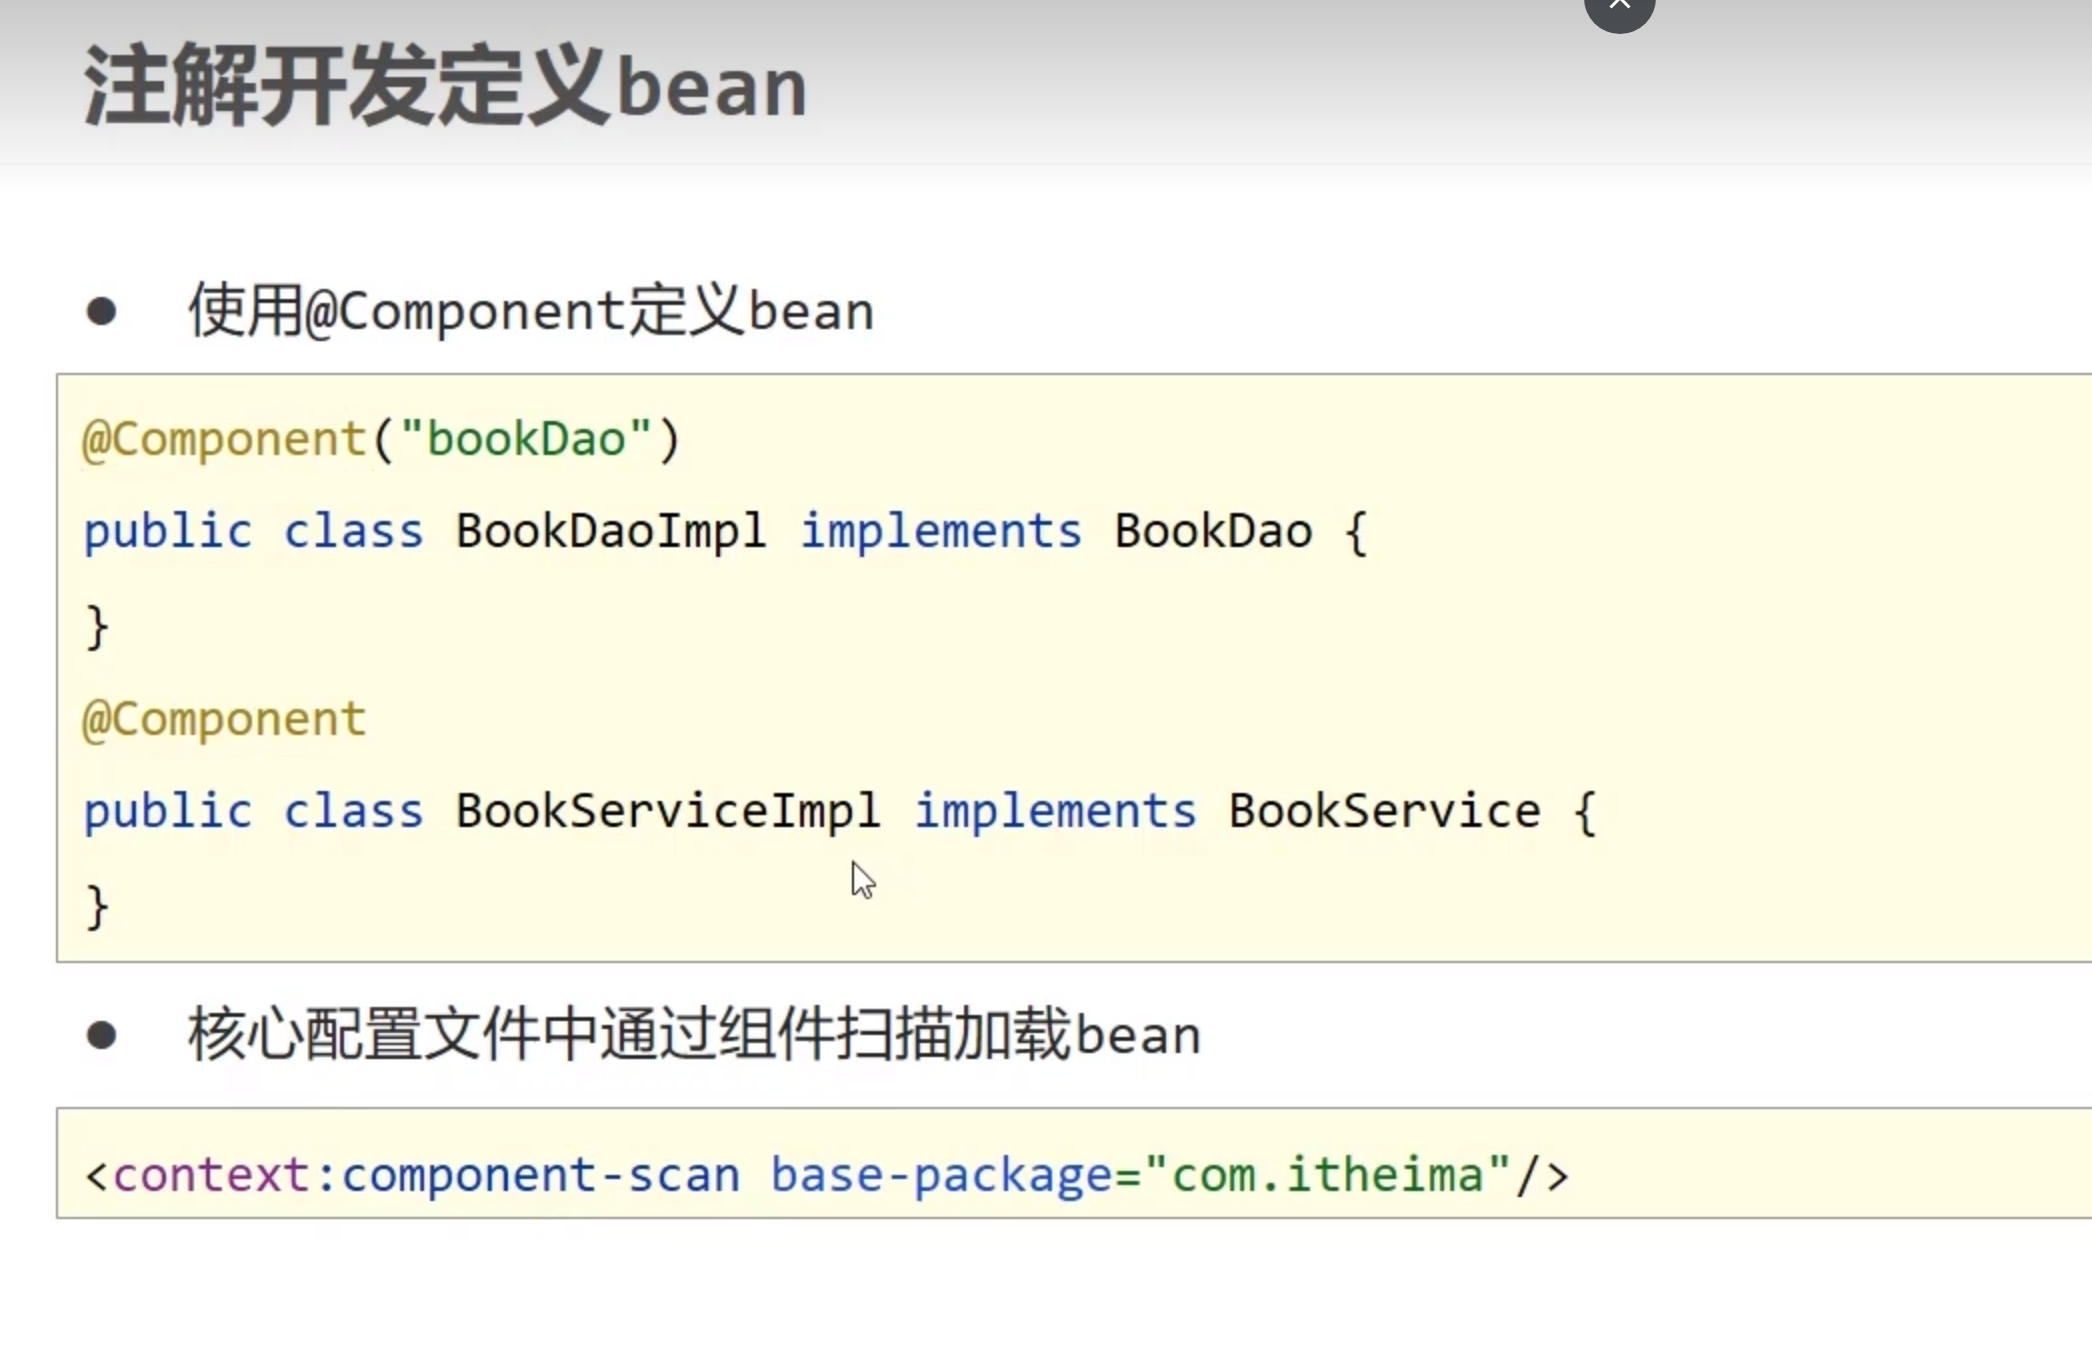 注解开发定义bean
● 使用@Component定义bean
@Component("bookDao")
public class BookDaoImpl implements BookDao {
}
@Component
public class BookServiceImpl implements BookService {
}
● 核心配置文件中通过组件扫描加载bean
<context:component-scan base-package="com.itheima"/>